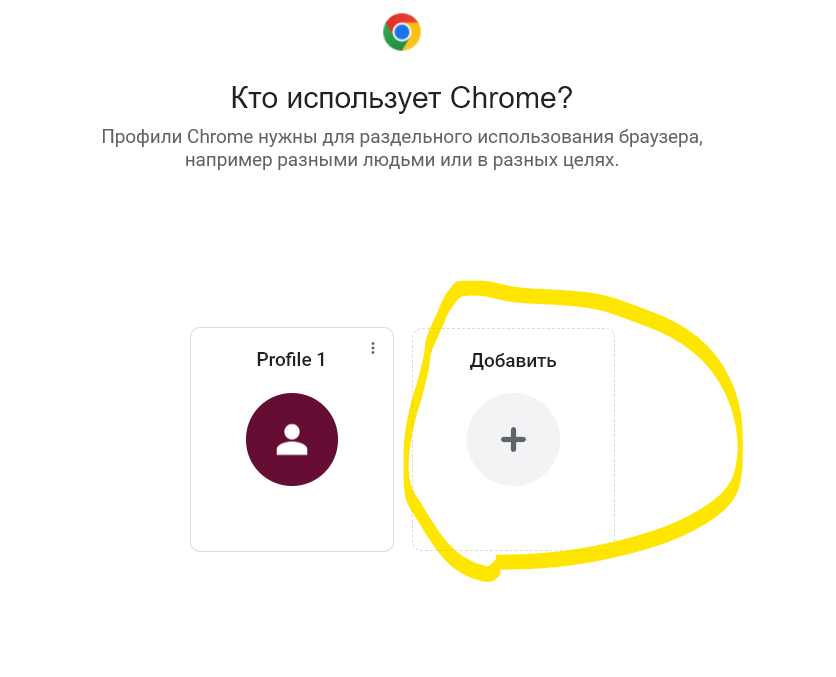 Кто использует Chrome?
Профили Chrome нужны для раздельного использования браузера,
например разными людьми или в разных целях.
Profile 1
Добавить